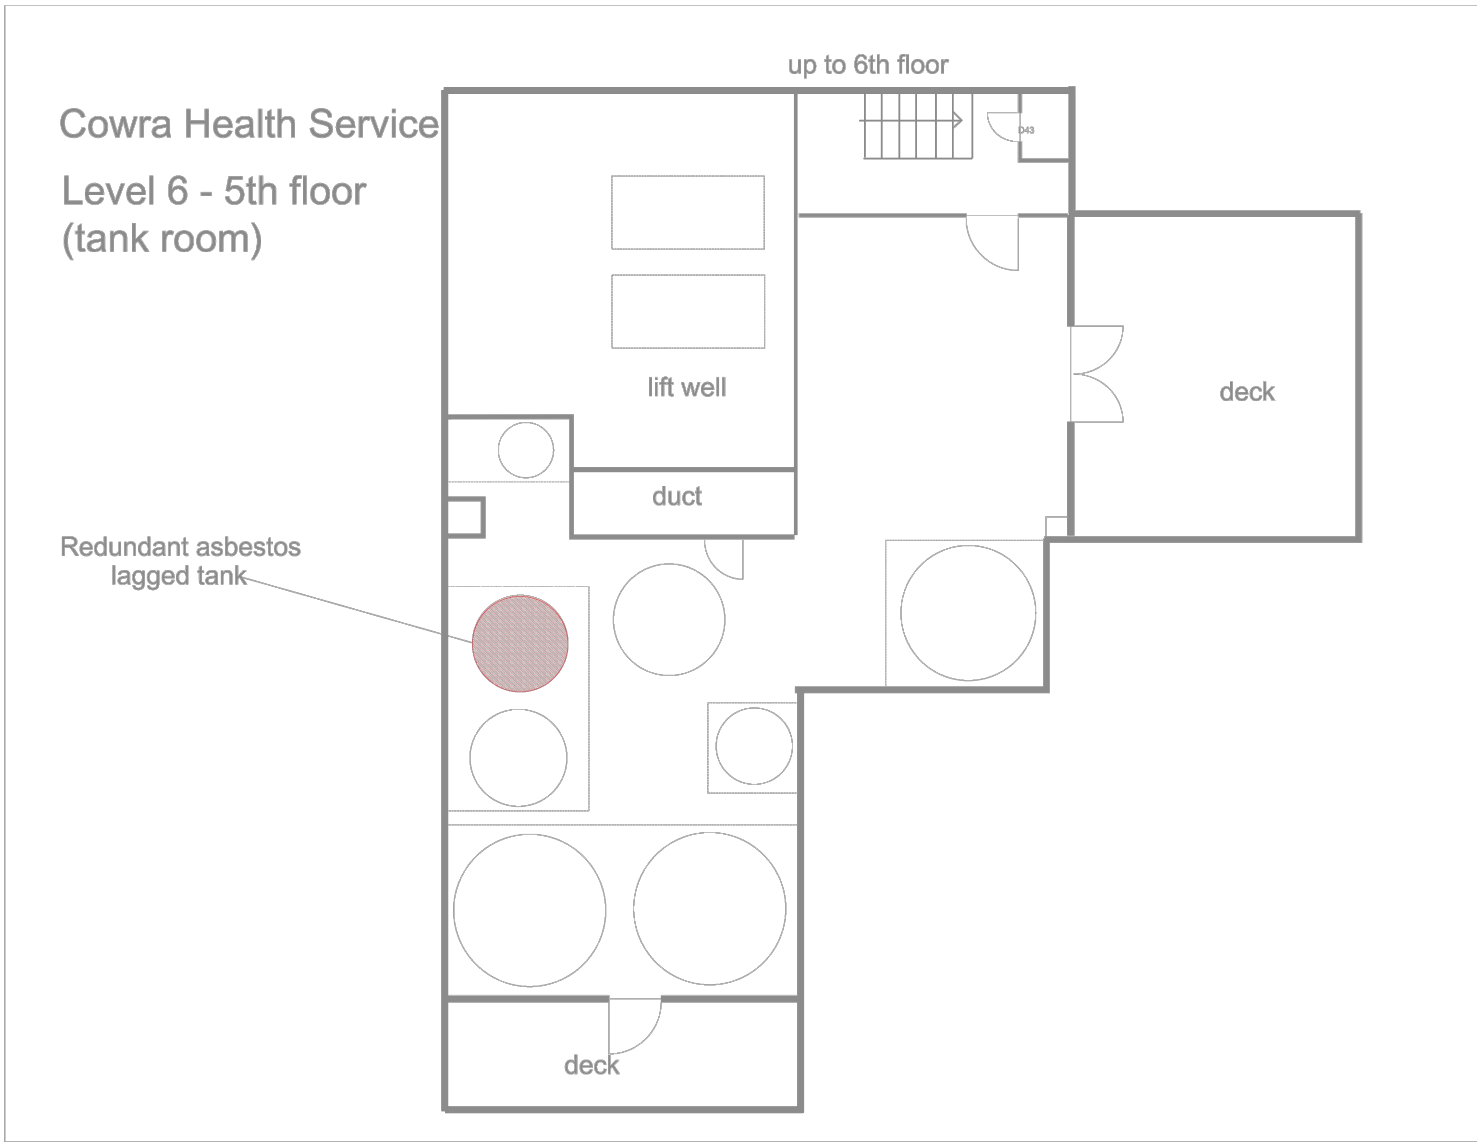 up to 6th floor
Cowra Health Service
D43
Level 6 - 5th floor
(tank room)
lift well
deck
duct
Redundant asbestos
lagged tank
deck